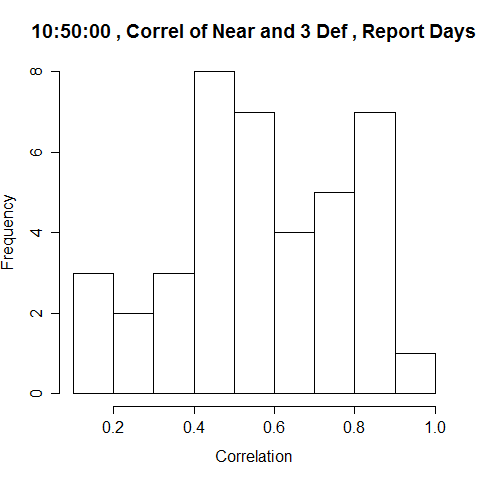 10:50:00 , Correl of Near and 3 Def , Report Days
8
6
4
2
0
Frequency
0.2 0.4 0.6 0.8 1.0
Correlation